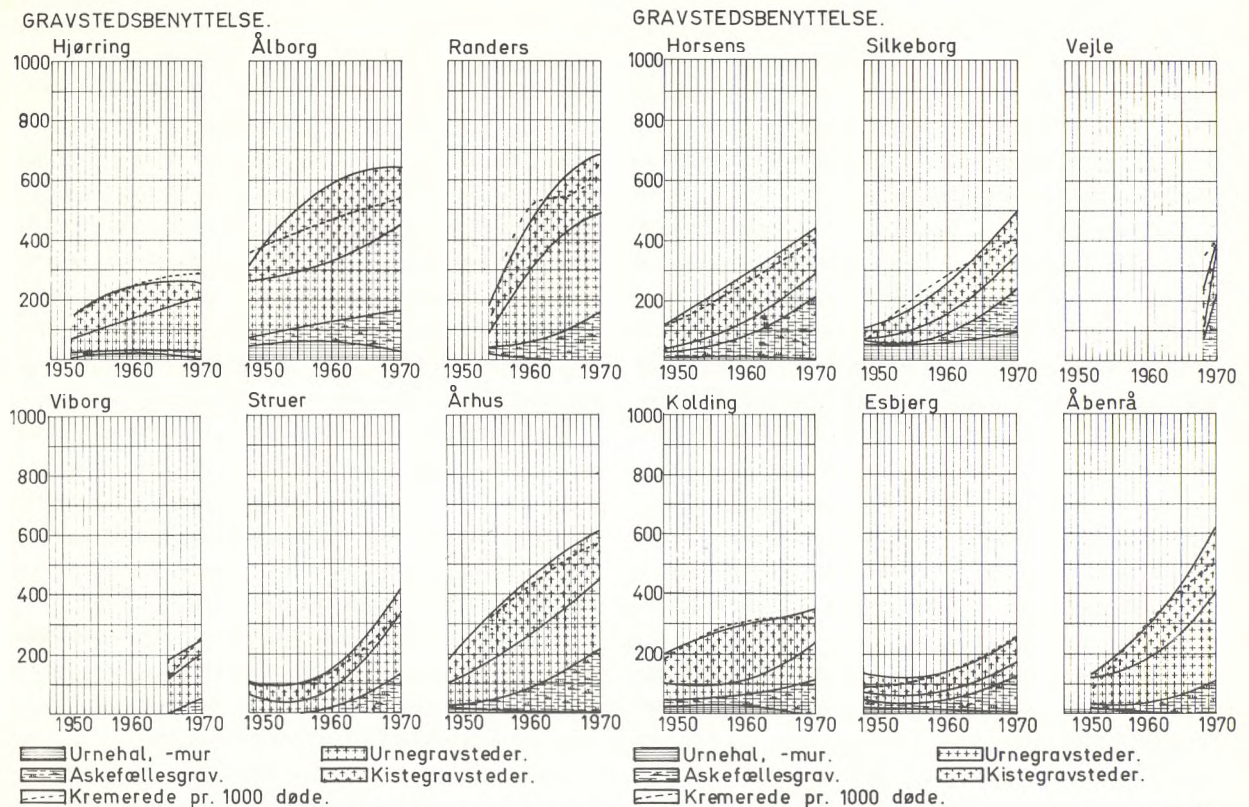 GRAVSTEDSBENYTTELSE.
Hjørring Ålborg Randers
1000
800
600
400
200
1950 1960 1970 1950 1960 1970 1950 1960 1970
Viborg Struer Århus
1000
800
600
400
200
1950 1960 1970 1950 1960 1970 1950 1960 1970
Urnehal, -mur Urnegravsteder.
Askefællesgrav. Kistegravsteder.
Kremerede pr. 1000 døde.
GRAVSTEDSBENYTTELSE.
Horsens Silkeborg Vejle
1000
800
600
400
200
1950 1960 1970 1950 1960 1970 1950 1960 1970
Kolding Esbjerg Åbenrå
1000
800
600
400
200
1950 1960 1970 1950 1960 1970 1950 1960 1970
Urnehal, -mur. Urnegravsteder.
Askefællesgrav. Kistegravsteder.
Kremerede pr. 1000 døde.